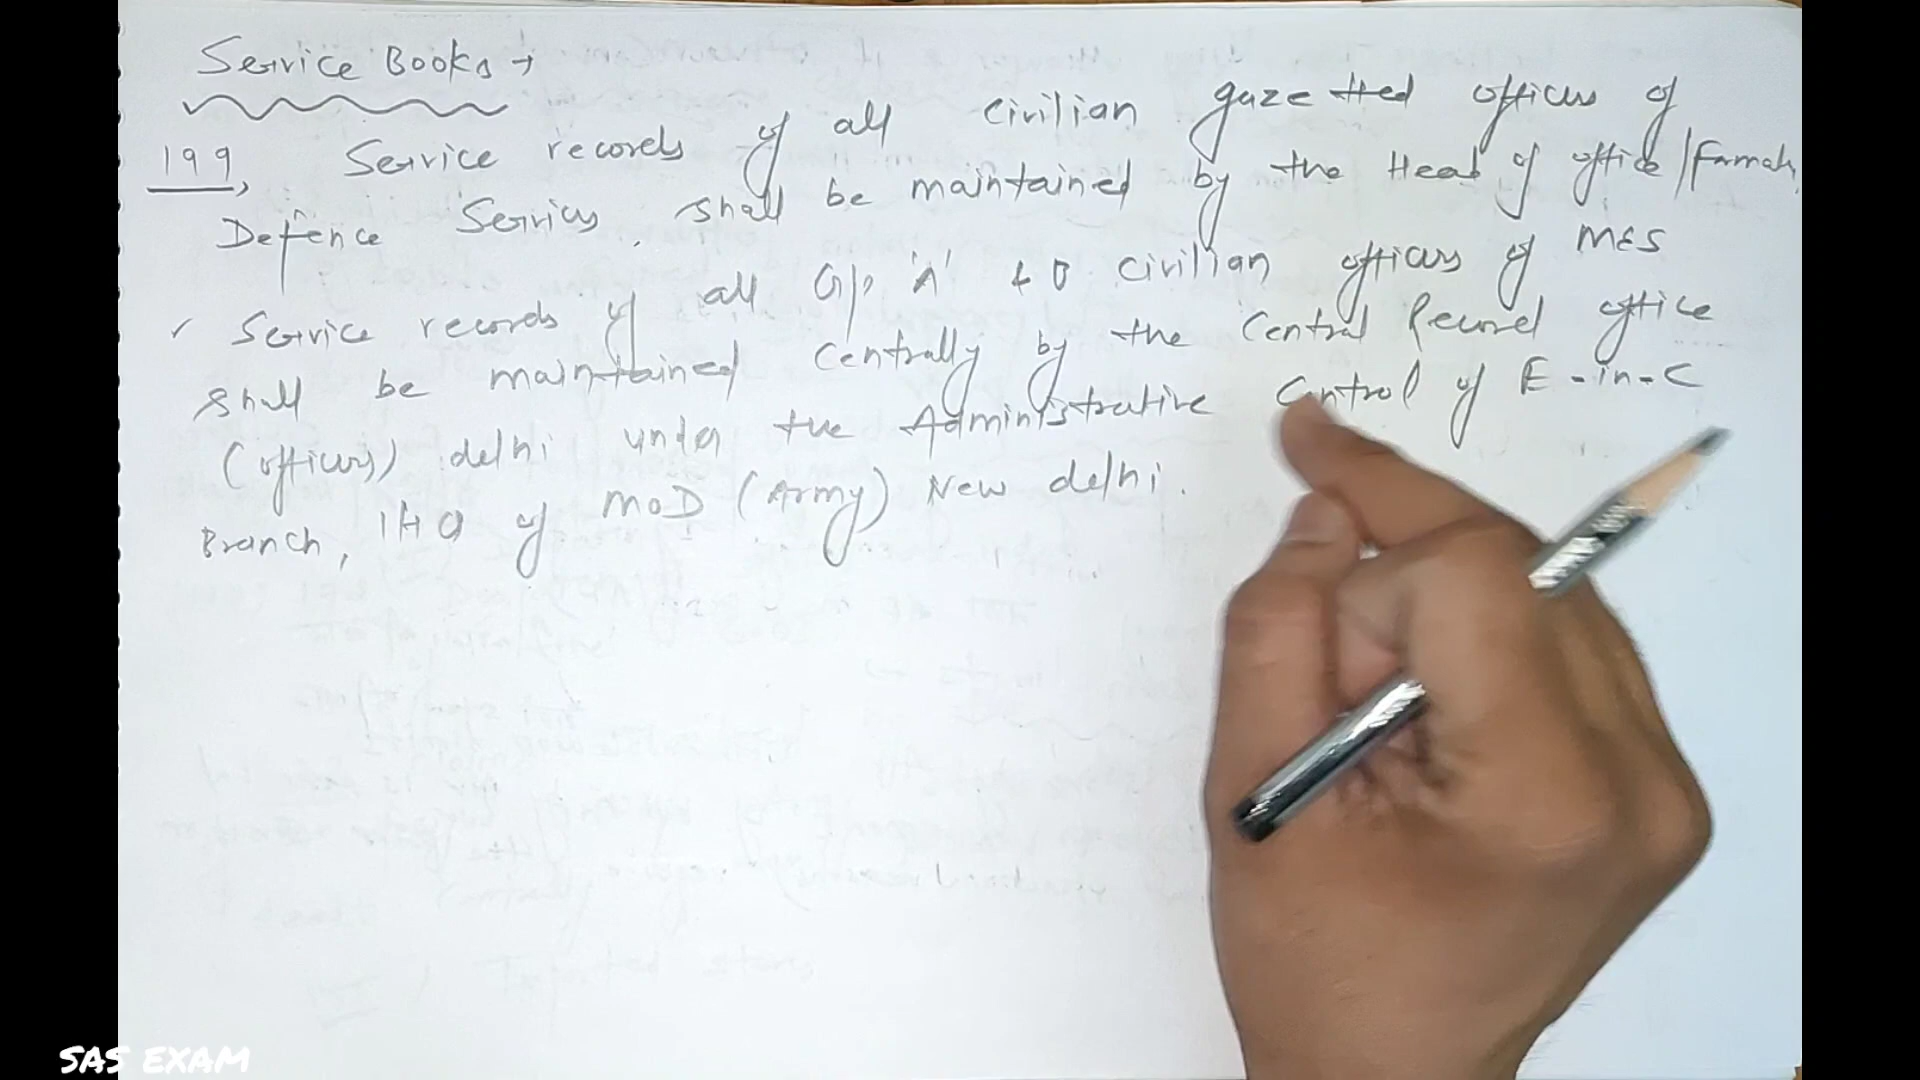 Service Books →
199, Service records of all civilian gazetted officers of
Defence Services, shall be maintained by the Head of office/
✓ Service records of all Gp 'A' & B civilian officers of MES
shall be maintained centrally by the Central Record office
(officers) delhi under the Administrative Control of E-in-C
Branch, IHQ of MoD (Army) New delhi.
SAS EXAM